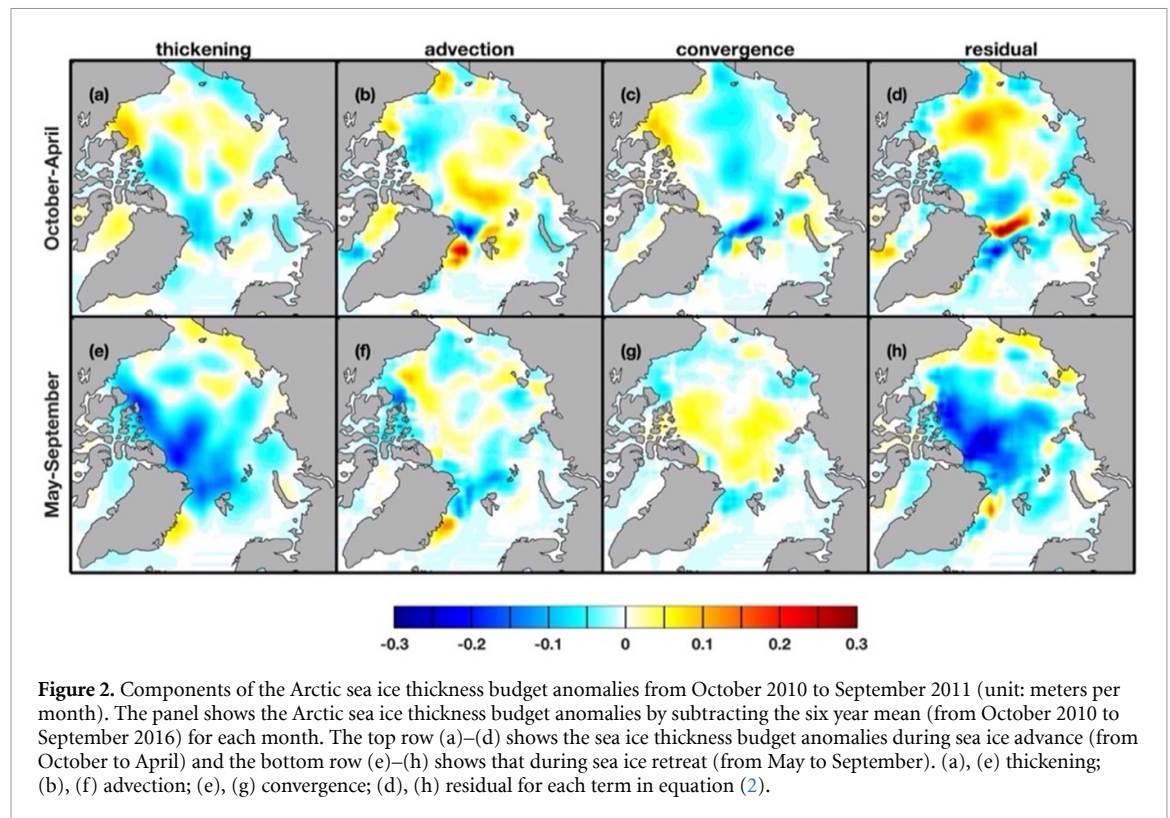 thickening advection convergence residual
October-April
(a) (b) (c) (d)
May-September
(e) (f) (g) (h)
-0.3 -0.2 -0.1 0 0.1 0.2 0.3
Figure 2. Components of the Arctic sea ice thickness budget anomalies from October 2010 to September 2011 (unit: meters per
month). The panel shows the Arctic sea ice thickness budget anomalies by subtracting the six year mean (from October 2010 to
September 2016) for each month. The top row (a)–(d) shows the sea ice thickness budget anomalies during sea ice advance (from
October to April) and the bottom row (e)–(h) shows that during sea ice retreat (from May to September). (a), (e) thickening;
(b), (f) advection; (e), (g) convergence; (d), (h) residual for each term in equation (2).